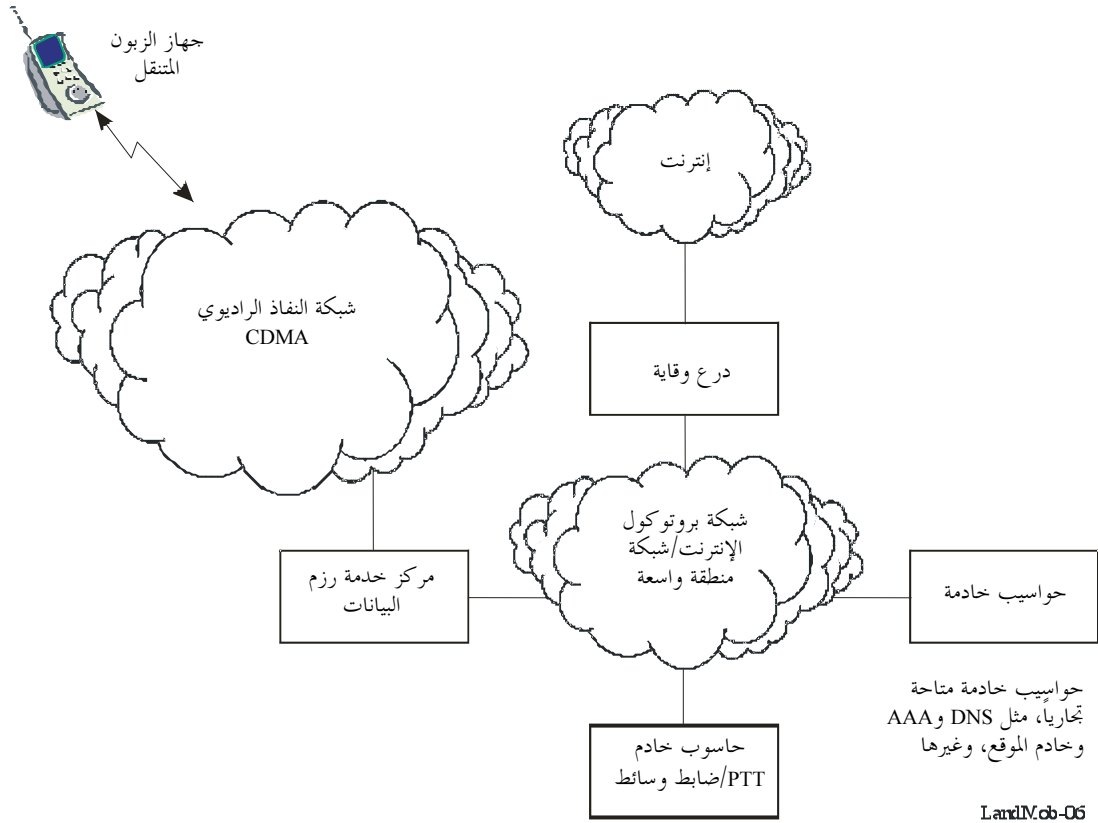 جهاز الزبون
المتنقل
إنترنت
شبكة النفاذ الراديوي
CDMA
درع وقاية
شبكة بروتوكول
الإنترنت/شبكة
منطقة واسعة
مركز خدمة رزم
البيانات
حواسيب خادمة
حواسيب خادمة متاحة
تجارياً، مثل DNS وAAA
وخادم الموقع، وغيرها
حاسوب خادم
PTT/ضابط وسائط
LandMob-06